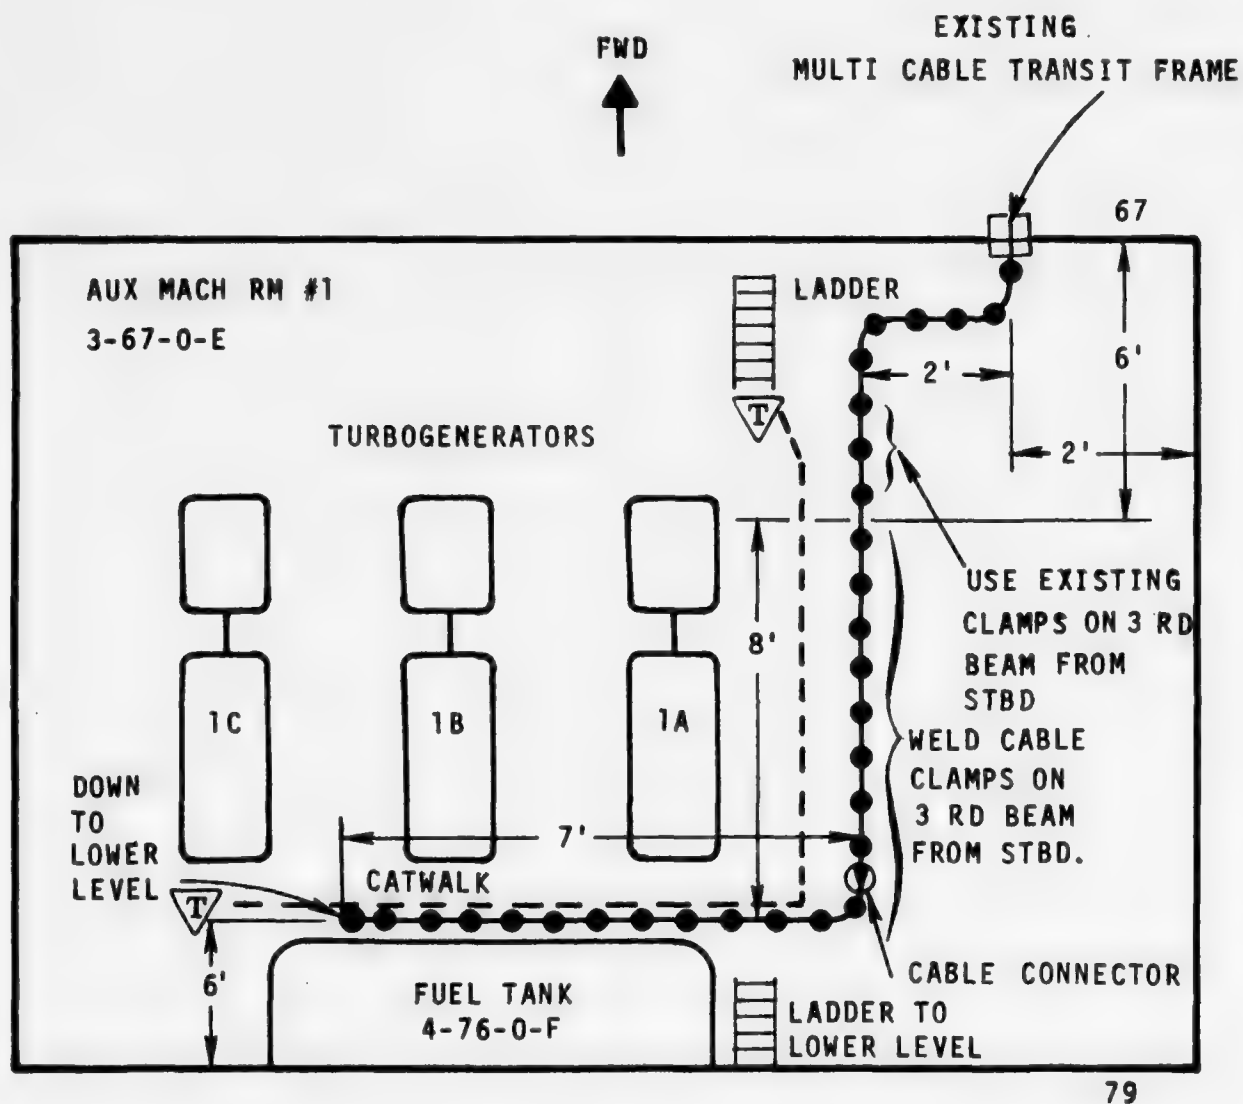 EXISTING
MULTI CABLE TRANSIT FRAME
FWD
67
AUX MACH RM #1
3-67-0-E
LADDER
6'
2'
T
TURBOGENERATORS
2'
USE EXISTING
CLAMPS ON 3 RD
BEAM FROM
STBD
8'
1C
1B
1A
WELD CABLE
CLAMPS ON
3 RD BEAM
FROM STBD.
DOWN
TO
LOWER
LEVEL
7'
CATWALK
T
6'
CABLE CONNECTOR
FUEL TANK
4-76-0-F
LADDER TO
LOWER LEVEL
79